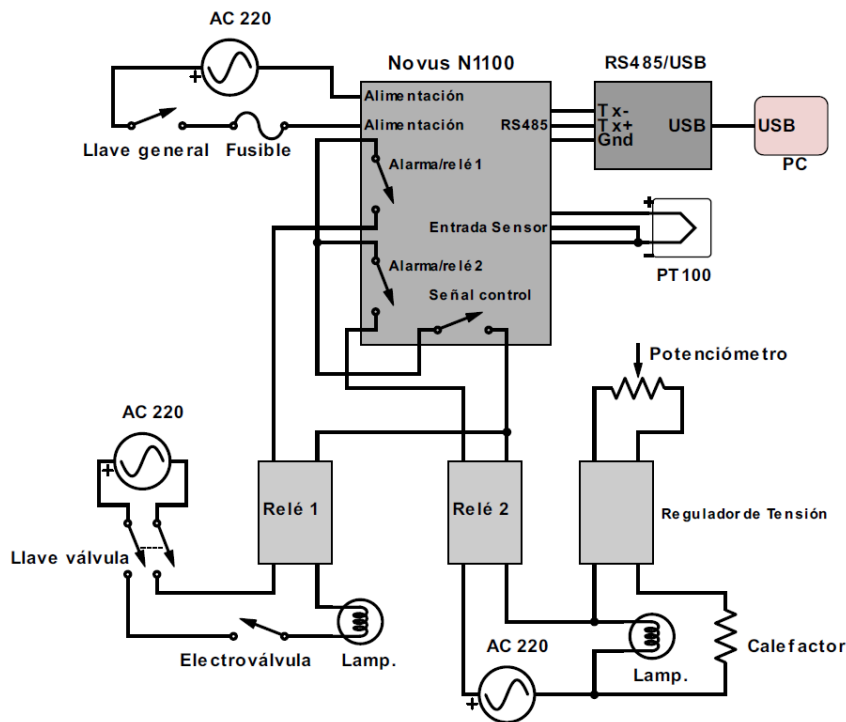 AC 220
Novus N1100
RS485/USB
Alimentación
Alimentación
RS485
Tx-
Tx+
Gnd
USB
USB
PC
Llave general
Fusible
Alarma/relé 1
Entrada Sensor
Alarma/relé 2
Señal control
PT100
Potenciómetro
AC 220
Relé 1
Relé 2
Regulador de Tensión
Llave válvula
Electroválvula
Lamp.
AC 220
Lamp.
Calefactor